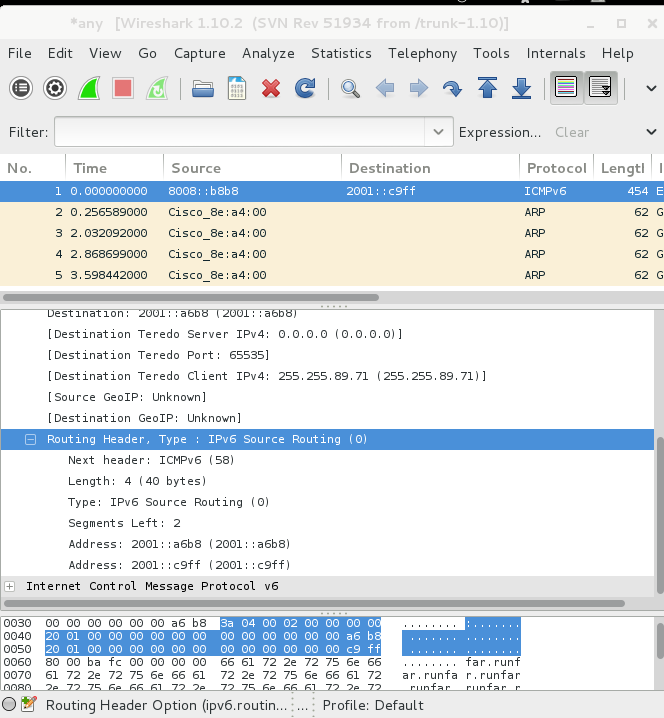 *any [Wireshark 1.10.2 (SVN Rev 51934 from /trunk-1.10)]
File Edit View Go Capture Analyze Statistics Telephony Tools Internals Help
Filter: Expression... Clear
No. Time Source Destination Protocol Lengtl I
1 0.000000000 8008::b8b8 2001::c9ff ICMPv6 454 E
2 0.256589000 Cisco_8e:a4:00 ARP 62 G
3 2.032092000 Cisco_8e:a4:00 ARP 62 G
4 2.868699000 Cisco_8e:a4:00 ARP 62 G
5 3.598442000 Cisco_8e:a4:00 ARP 62 G
Destination: 2001::a6b8 (2001::a6b8)
[Destination Teredo Server IPv4: 0.0.0.0 (0.0.0.0)]
[Destination Teredo Port: 65535]
[Destination Teredo Client IPv4: 255.255.89.71 (255.255.89.71)]
[Source GeoIP: Unknown]
[Destination GeoIP: Unknown]
Routing Header, Type : IPv6 Source Routing (0)
Next header: ICMPv6 (58)
Length: 4 (40 bytes)
Type: IPv6 Source Routing (0)
Segments Left: 2
Address: 2001::a6b8 (2001::a6b8)
Address: 2001::c9ff (2001::c9ff)
Internet Control Message Protocol v6
0030 00 00 00 00 00 00 a6 b8 3a 04 00 02 00 00 00 00 ........ :.......
0040 20 01 00 00 00 00 00 00 00 00 00 00 00 00 a6 b8 ........ ........
0050 20 01 00 00 00 00 00 00 00 00 00 00 00 00 c9 ff ........ ........
0060 80 00 ba fc 00 00 00 00 66 61 72 2e 72 75 6e 66 ........ far.runf
0070 61 72 2e 72 75 6e 66 61 72 2e 72 75 6e 66 61 72 ar.runfa r.runfar
0080 2e 72 75 6e 66 61 72 2e 72 75 6e 66 61 72 2e 72 .runfar. runfar.r
Routing Header Option (ipv6.routin... ... Profile: Default